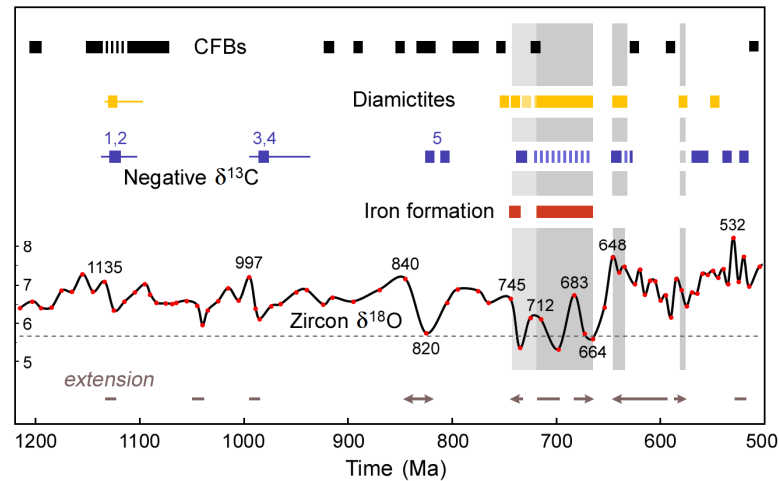 CFBs
Diamictites
1,2
3,4
5
Negative δ¹³C
Iron formation
8
7
6
5
1135
997
840
820
745
712
683
664
648
532
Zircon δ¹⁸O
extension
1200 1100 1000 900 800 700 600 500
Time (Ma)